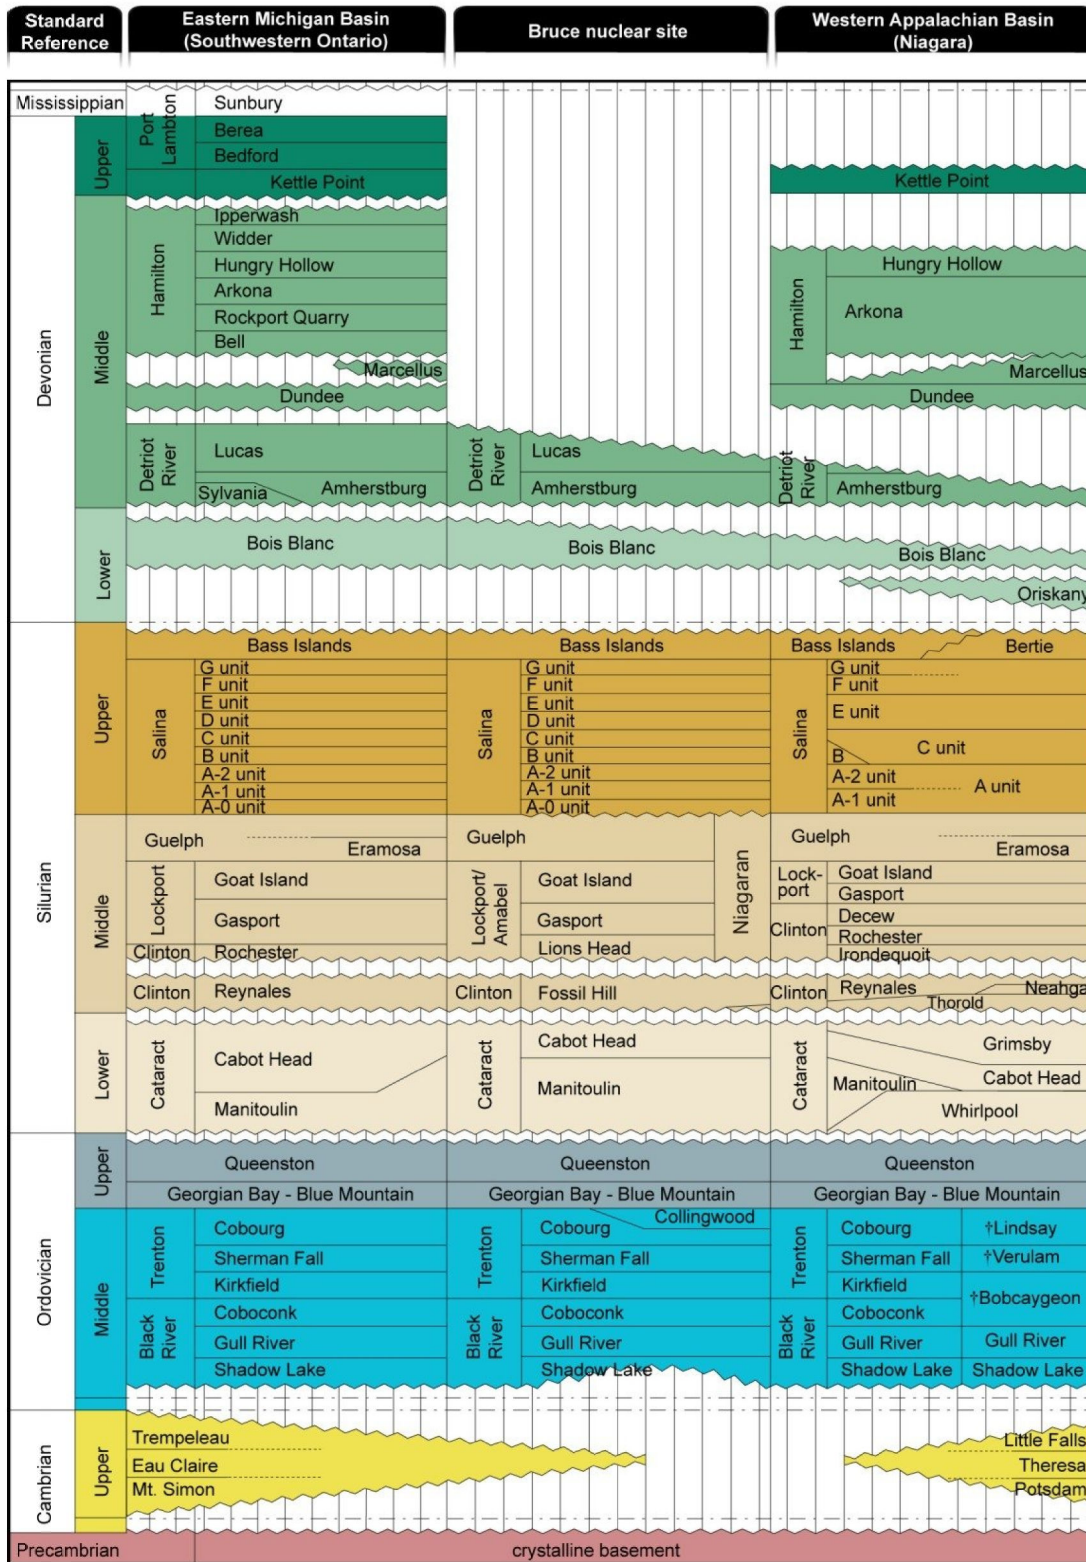 Standard
Reference
Eastern Michigan Basin
(Southwestern Ontario)
Bruce nuclear site
Western Appalachian Basin
(Niagara)
Mississippian
Devonian
Upper
Middle
Lower
Silurian
Upper
Middle
Lower
Ordovician
Upper
Middle
Cambrian
Upper
Precambrian
crystalline basement
Port
Lambton
Sunbury
Berea
Bedford
Kettle Point
Hamilton
Ipperwash
Widder
Hungry Hollow
Arkona
Rockport Quarry
Bell
Marcellus
Dundee
Detriot
River
Lucas
Sylvania
Amherstburg
Bois Blanc
Bass Islands
Salina
G unit
F unit
E unit
D unit
C unit
B unit
A-2 unit
A-1 unit
A-0 unit
Guelph
Eramosa
Lockport
Goat Island
Gasport
Clinton
Rochester
Clinton
Reynales
Cataract
Cabot Head
Manitoulin
Queenston
Georgian Bay - Blue Mountain
Trenton
Cobourg
Sherman Fall
Kirkfield
Black
River
Coboconk
Gull River
Shadow Lake
Trempeleau
Eau Claire
Mt. Simon
Detriot
River
Lucas
Amherstburg
Bois Blanc
Bass Islands
Salina
G unit
F unit
E unit
D unit
C unit
B unit
A-2 unit
A-1 unit
A-0 unit
Guelph
Niagaran
Lockport/
Amabel
Goat Island
Gasport
Lions Head
Clinton
Fossil Hill
Cataract
Cabot Head
Manitoulin
Queenston
Georgian Bay - Blue Mountain
Collingwood
Trenton
Cobourg
Sherman Fall
Kirkfield
Black
River
Coboconk
Gull River
Shadow Lake
Kettle Point
Hamilton
Hungry Hollow
Arkona
Marcellus
Dundee
Detriot
River
Amherstburg
Bois Blanc
Oriskany
Bass Islands
Bertie
Salina
G unit
F unit
E unit
C unit
B
A-2 unit
A unit
A-1 unit
Guelph
Eramosa
Lock-
port
Goat Island
Gasport
Clinton
Decew
Rochester
Irondequoit
Clinton
Reynales
Neahga
Thorold
Cataract
Grimsby
Cabot Head
Manitoulin
Whirlpool
Queenston
Georgian Bay - Blue Mountain
Trenton
Cobourg
†Lindsay
Sherman Fall
†Verulam
Kirkfield
†Bobcaygeon
Black
River
Coboconk
Gull River
Gull River
Shadow Lake
Shadow Lake
Little Falls
Theresa
Potsdam